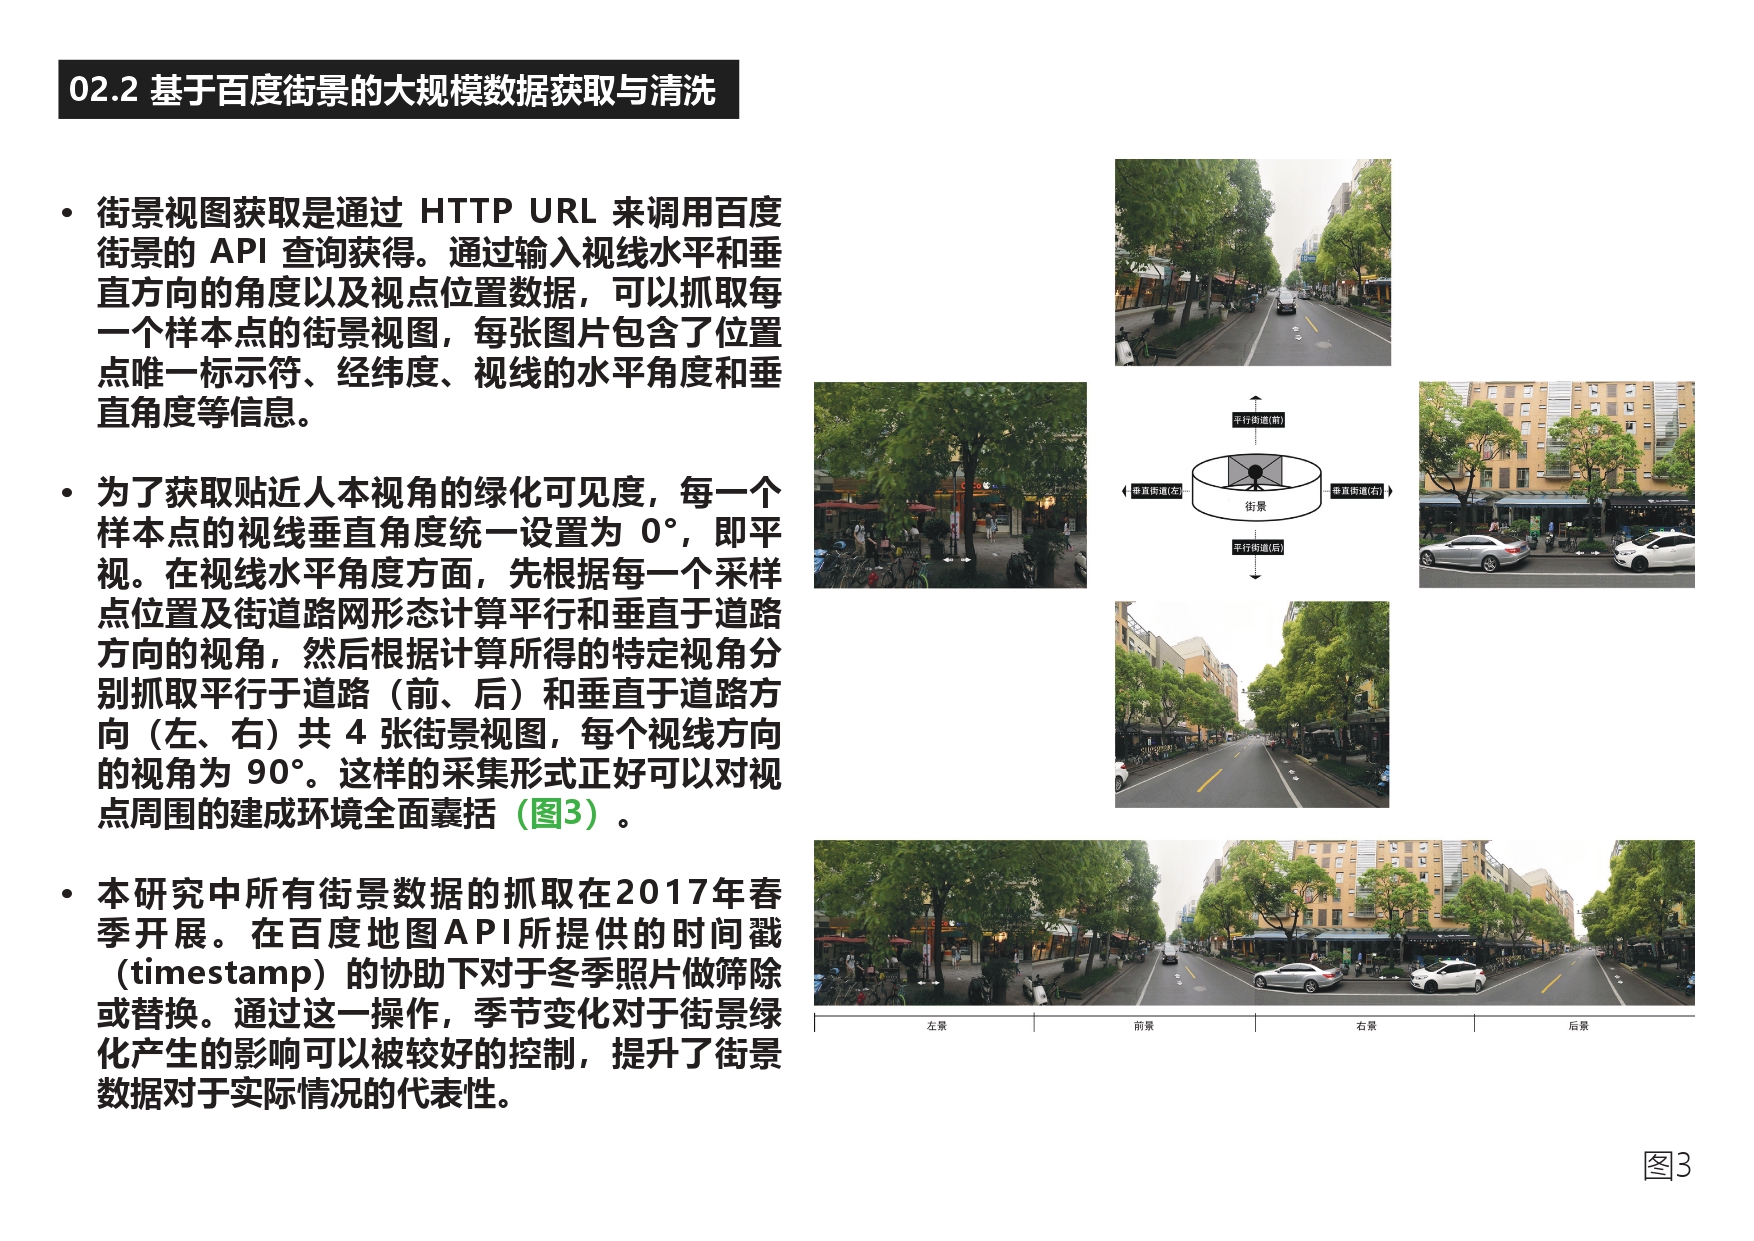 02.2 基于百度街景的大规模数据获取与清洗
• 街景视图获取是通过 HTTP URL 来调用百度
街景的 API 查询获得。通过输入视线水平和垂
直方向的角度以及视点位置数据，可以抓取每
一个样本点的街景视图，每张图片包含了位置
点唯一标示符、经纬度、视线的水平角度和垂
直角度等信息。
• 为了获取贴近人本视角的绿化可见度，每一个
样本点的视线垂直角度统一设置为 0°，即平
视。在视线水平角度方面，先根据每一个采样
点位置及街道路网形态计算平行和垂直于道路
方向的视角，然后根据计算所得的特定视角分
别抓取平行于道路（前、后）和垂直于道路方
向（左、右）共 4 张街景视图，每个视线方向
的视角为 90°。这样的采集形式正好可以对视
点周围的建成环境全面囊括（图3）。
• 本研究中所有街景数据的抓取在2017年春
季开展。在百度地图API所提供的时间戳
（timestamp）的协助下对于冬季照片做筛除
或替换。通过这一操作，季节变化对于街景绿
化产生的影响可以被较好的控制，提升了街景
数据对于实际情况的代表性。
平行街道(前)
垂直街道(左)
垂直街道(右)
街景
平行街道(后)
左景
前景
右景
后景
图3